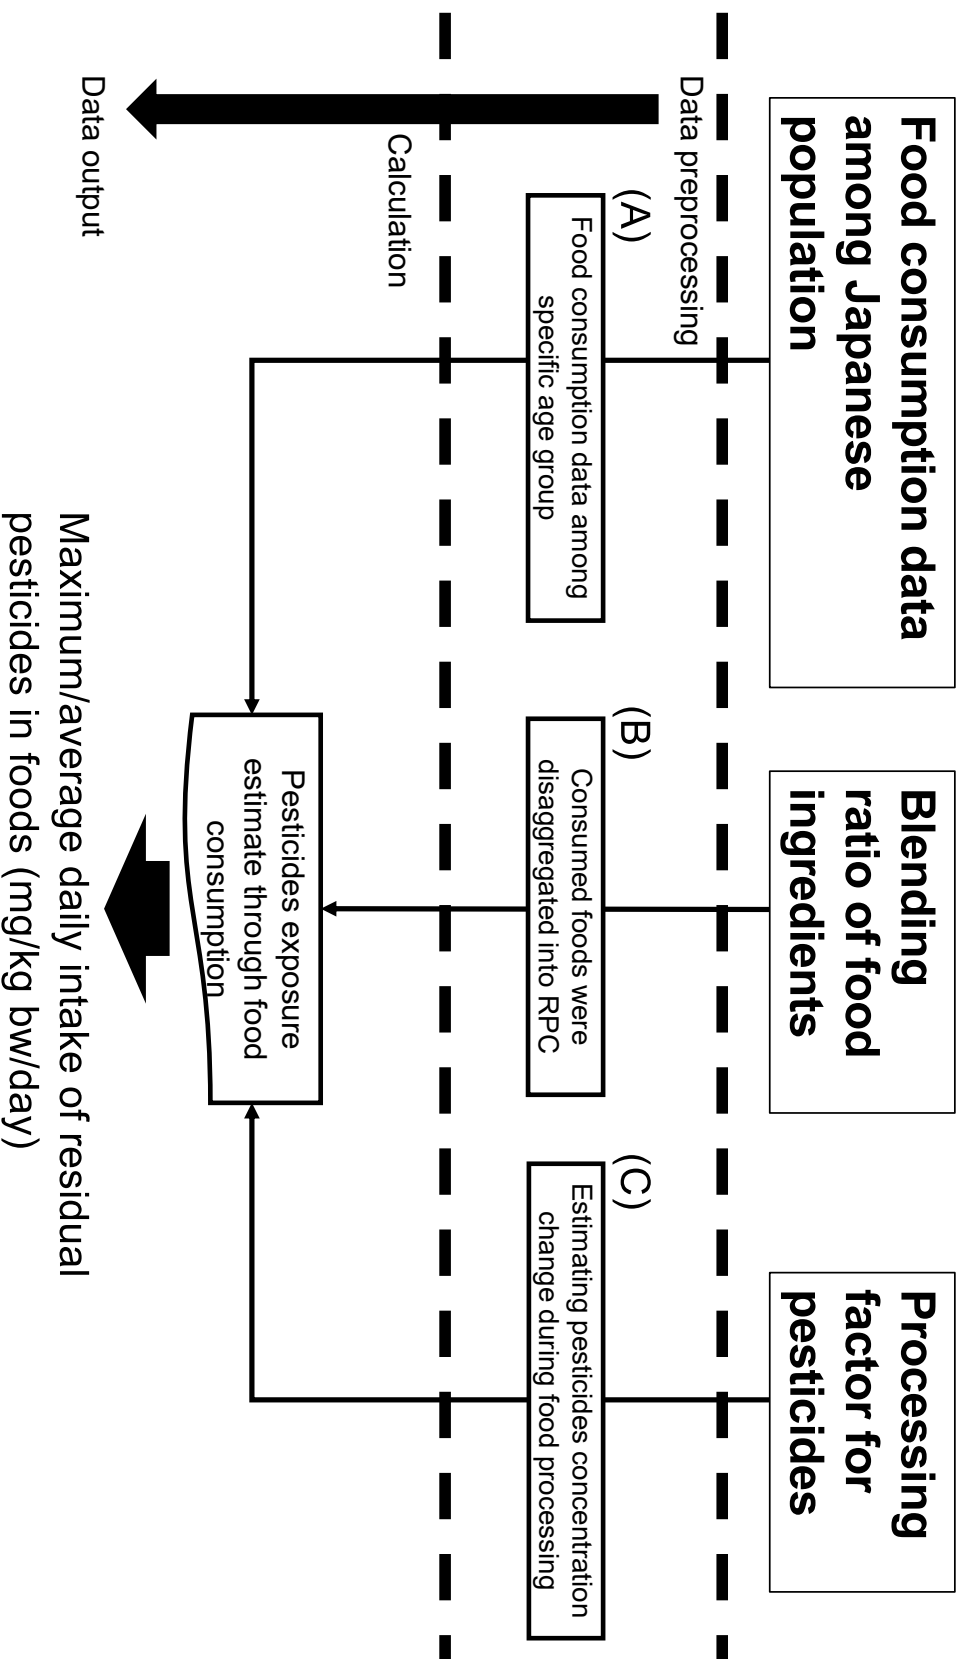 Food consumption data
among Japanese
population
Blending
ratio of food
ingredients
Processing
factor for
pesticides
Data preprocessing
(A)
Food consumption data among
specific age group
(B)
Consumed foods were
disaggregated into RPC
(C)
Estimating pesticides concentration
change during food processing
Calculation
Pesticides exposure
estimate through food
consumption
Data output
Maximum/average daily intake of residual
pesticides in foods (mg/kg bw/day)